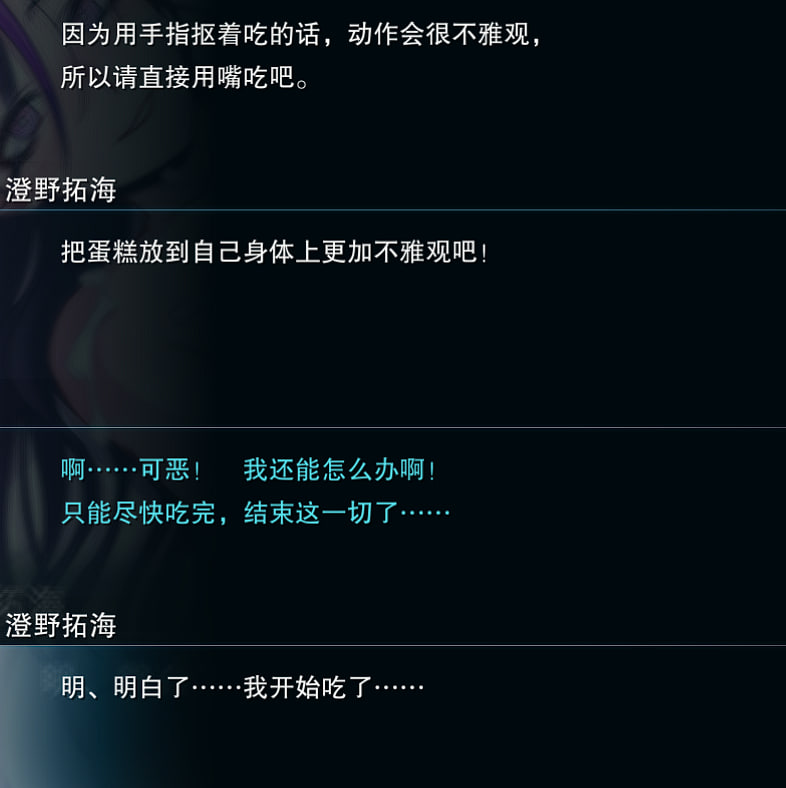 因为用手指抠着吃的话，动作会很不雅观，
所以请直接用嘴吃吧。
澄野拓海
把蛋糕放到自己身体上更加不雅观吧！
啊……可恶！　我还能怎么办啊！
只能尽快吃完，结束这一切了……
澄野拓海
明、明白了……我开始吃了……